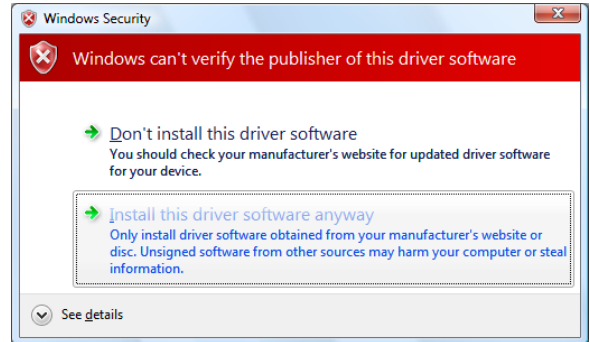 Windows Security
Windows can't verify the publisher of this driver software
Don't install this driver software
You should check your manufacturer's website for updated driver software
for your device.
Install this driver software anyway
Only install driver software obtained from your manufacturer's website or
disc. Unsigned software from other sources may harm your computer or steal
information.
See details